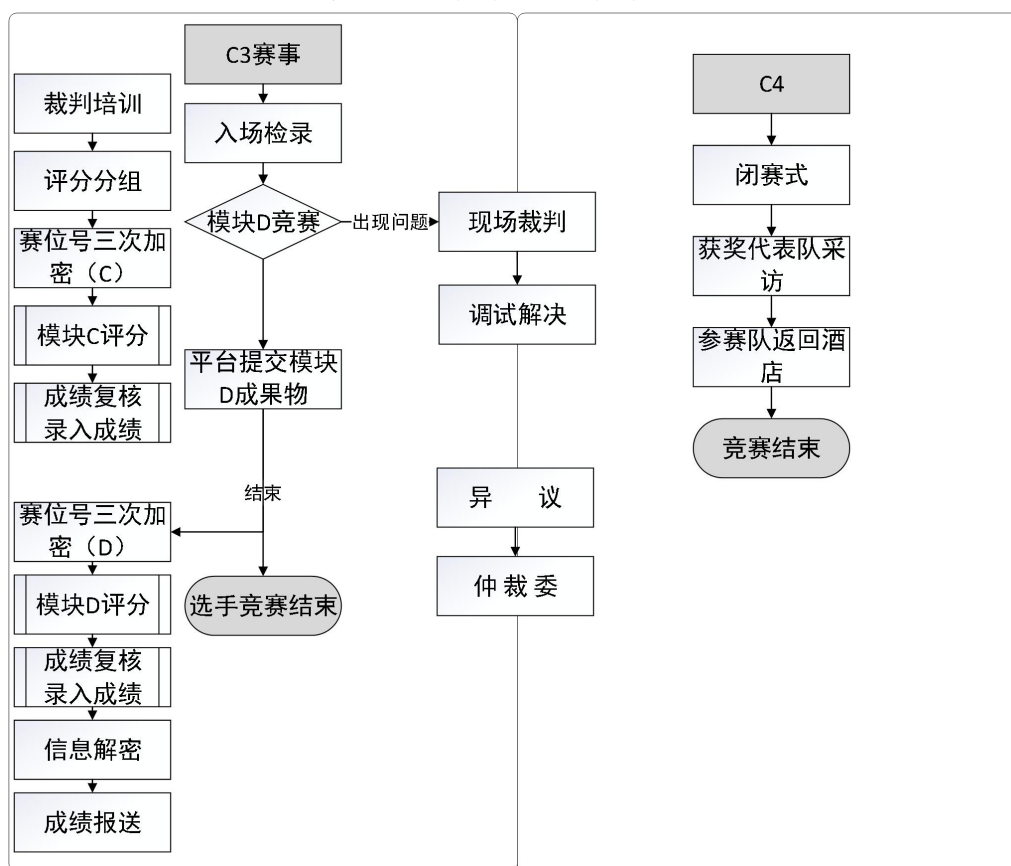 C3赛事
入场检录
模块D竞赛
出现问题
平台提交模块
D成果物
结束
选手竞赛结束
裁判培训
评分分组
赛位号三次加
密（C）
模块C评分
成绩复核
录入成绩
赛位号三次加
密（D）
模块D评分
成绩复核
录入成绩
信息解密
成绩报送
现场裁判
调试解决
异 议
仲 裁 委
C4
闭赛式
获奖代表队采
访
参赛队返回酒
店
竞赛结束